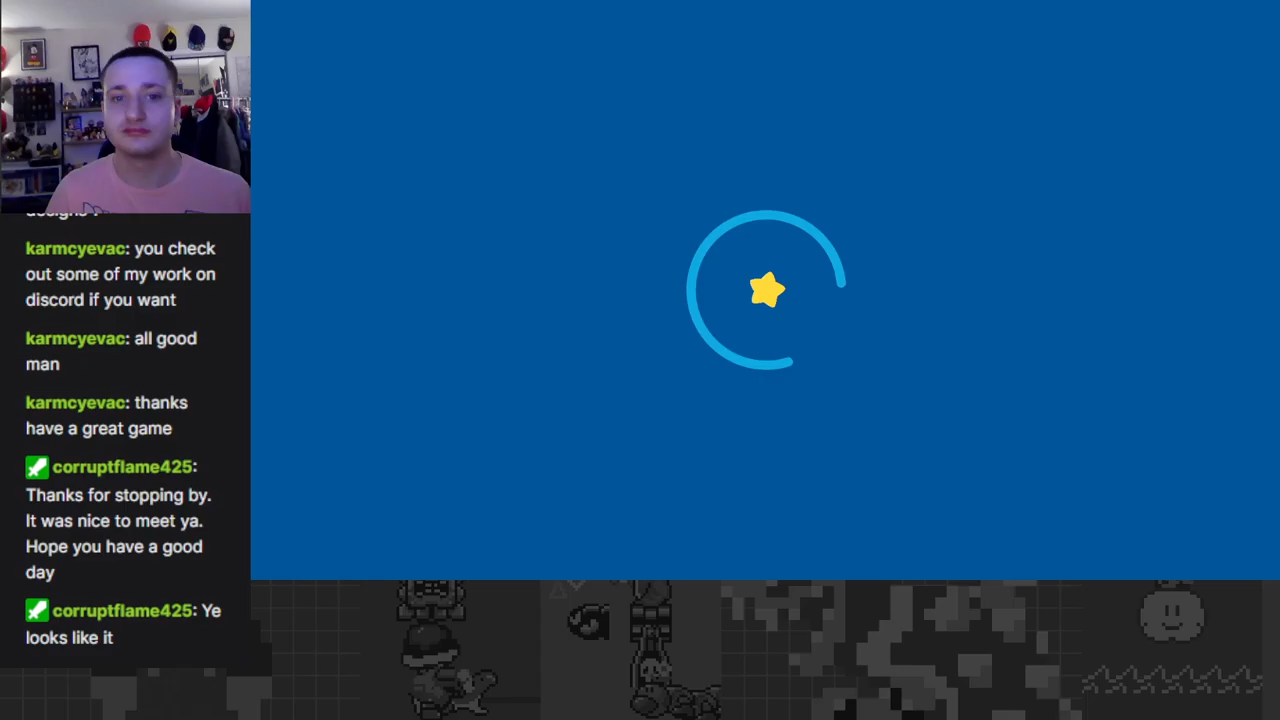 designs ?
karmcyevac: you check
out some of my work on
discord if you want
karmcyevac: all good
man
karmcyevac: thanks
have a great game
corruptflame425:
Thanks for stopping by.
It was nice to meet ya.
Hope you have a good
day
corruptflame425: Ye
looks like it